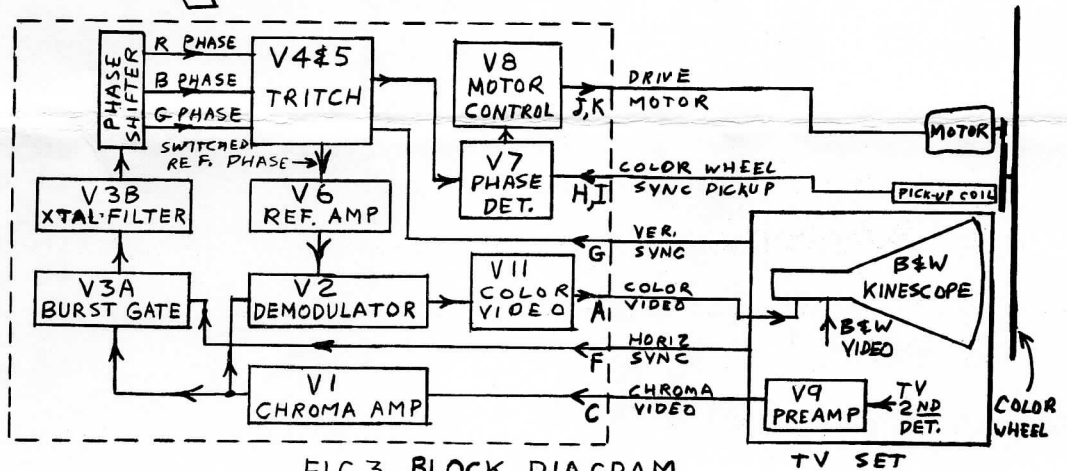 PHASE SHIFTER
R PHASE
B PHASE
G PHASE
V4&5
TRITCH
SWITCHED
REF. PHASE
V8
MOTOR
CONTROL
J,K
DRIVE
MOTOR
MOTOR
V7
PHASE
DET.
H,I
COLOR WHEEL
SYNC PICKUP
PICK-UP COIL
V3B
XTAL FILTER
V6
REF. AMP
G
VER.
SYNC
V3A
BURST GATE
V2
DEMODULATOR
V11
COLOR
VIDEO
A
COLOR
VIDEO
B&W
KINESCOPE
B&W
VIDEO
F
HORIZ
SYNC
V1
CHROMA AMP
C
CHROMA
VIDEO
V9
PREAMP
TV
2ND
DET.
COLOR
WHEEL
TV SET
FIG 3 BLOCK DIAGRAM